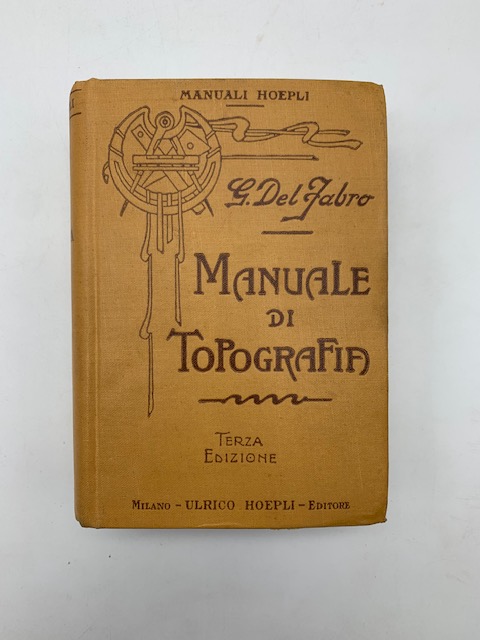 MANUALI HOEPLI
G. Del Fabro
MANUALE
DI
TOPOGRAFIA
TERZA
EDIZIONE
MILANO - ULRICO HOEPLI - EDITORE